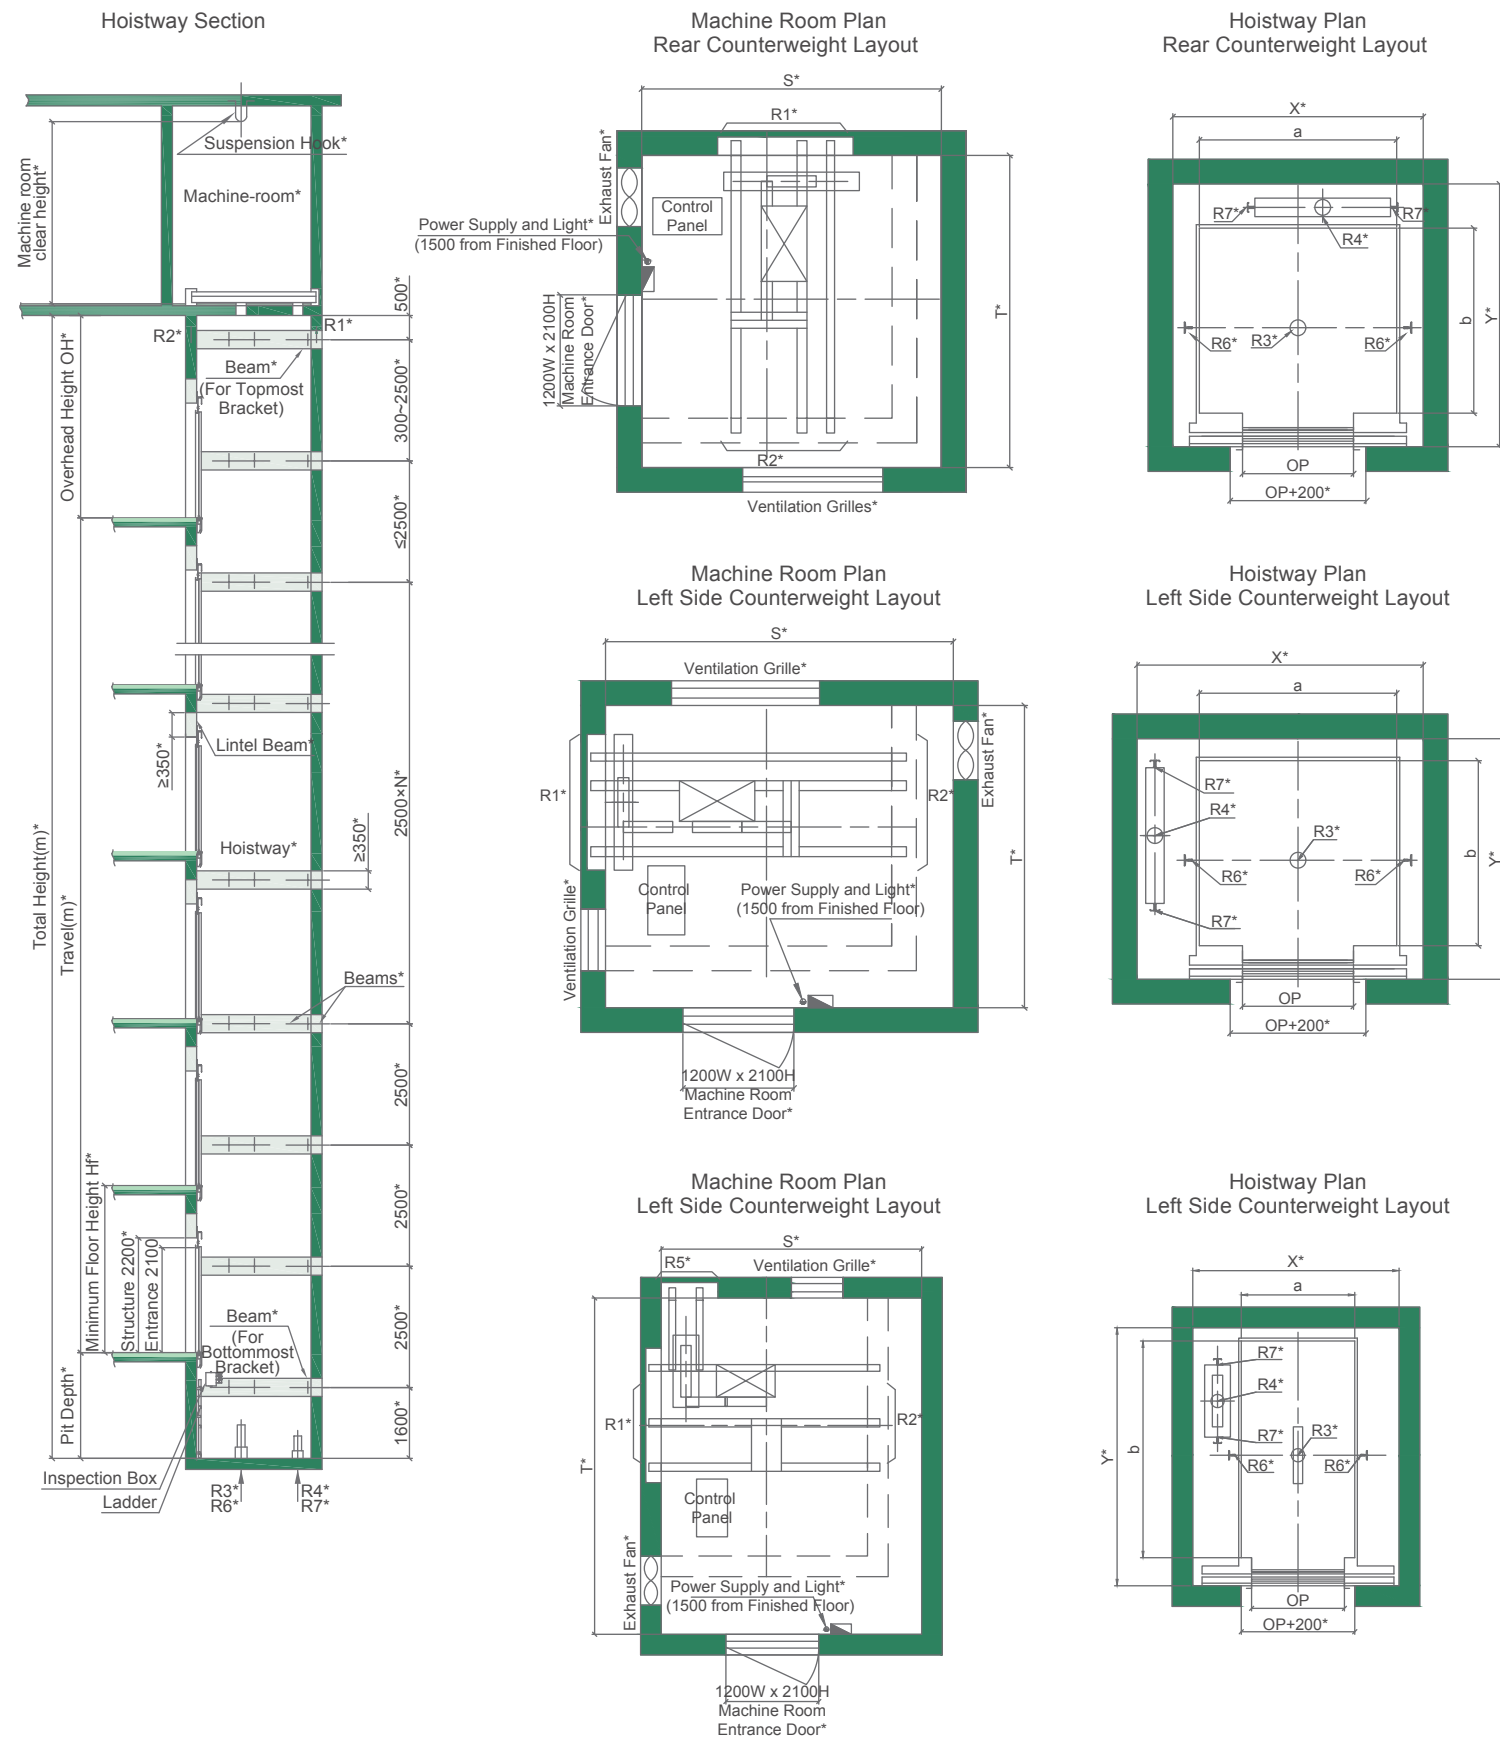 Hoistway Section
Suspension Hook*
Machine room
clear height*
Machine-room*
500*
R2*
R1*
Beam*
(For Topmost
Bracket)
300~2500*
Overhead Height OH*
≤2500*
Lintel Beam*
≥350*
2500×N*
Hoistway*
≥350*
Total Height(m)*
Travel(m)*
Beams*
2500*
Minimum Floor Height Hf*
Structure 2200*
Entrance 2100
2500*
2500*
Beam*
(For
Bottommost
Bracket)
Pit Depth*
1600*
Inspection Box
Ladder
R3*
R6*
R4*
R7*
Machine Room Plan
Rear Counterweight Layout
S*
R1*
Exhaust Fan*
Control
Panel
Power Supply and Light*
(1500 from Finished Floor)
T*
1200W x 2100H
Machine Room
Entrance Door*
R2*
Ventilation Grilles*
Hoistway Plan
Rear Counterweight Layout
X*
a
R7*
R7*
R4*
b
Y*
R6*
R3*
R6*
OP
OP+200*
Machine Room Plan
Left Side Counterweight Layout
S*
Ventilation Grille*
Exhaust Fan*
R1*
R2*
T*
Control
Panel
Power Supply and Light*
(1500 from Finished Floor)
Ventilation Grille*
1200W x 2100H
Machine Room
Entrance Door*
Hoistway Plan
Left Side Counterweight Layout
X*
a
R7*
R4*
R3*
b
Y*
R6*
R6*
R7*
OP
OP+200*
Machine Room Plan
Left Side Counterweight Layout
S*
R5*
Ventilation Grille*
R1*
R2*
T*
Control
Panel
Exhaust Fan*
Power Supply and Light*
(1500 from Finished Floor)
1200W x 2100H
Machine Room
Entrance Door*
Hoistway Plan
Left Side Counterweight Layout
X*
a
R7*
R4*
R7*
R3*
Y*
b
R6*
R6*
OP
OP+200*